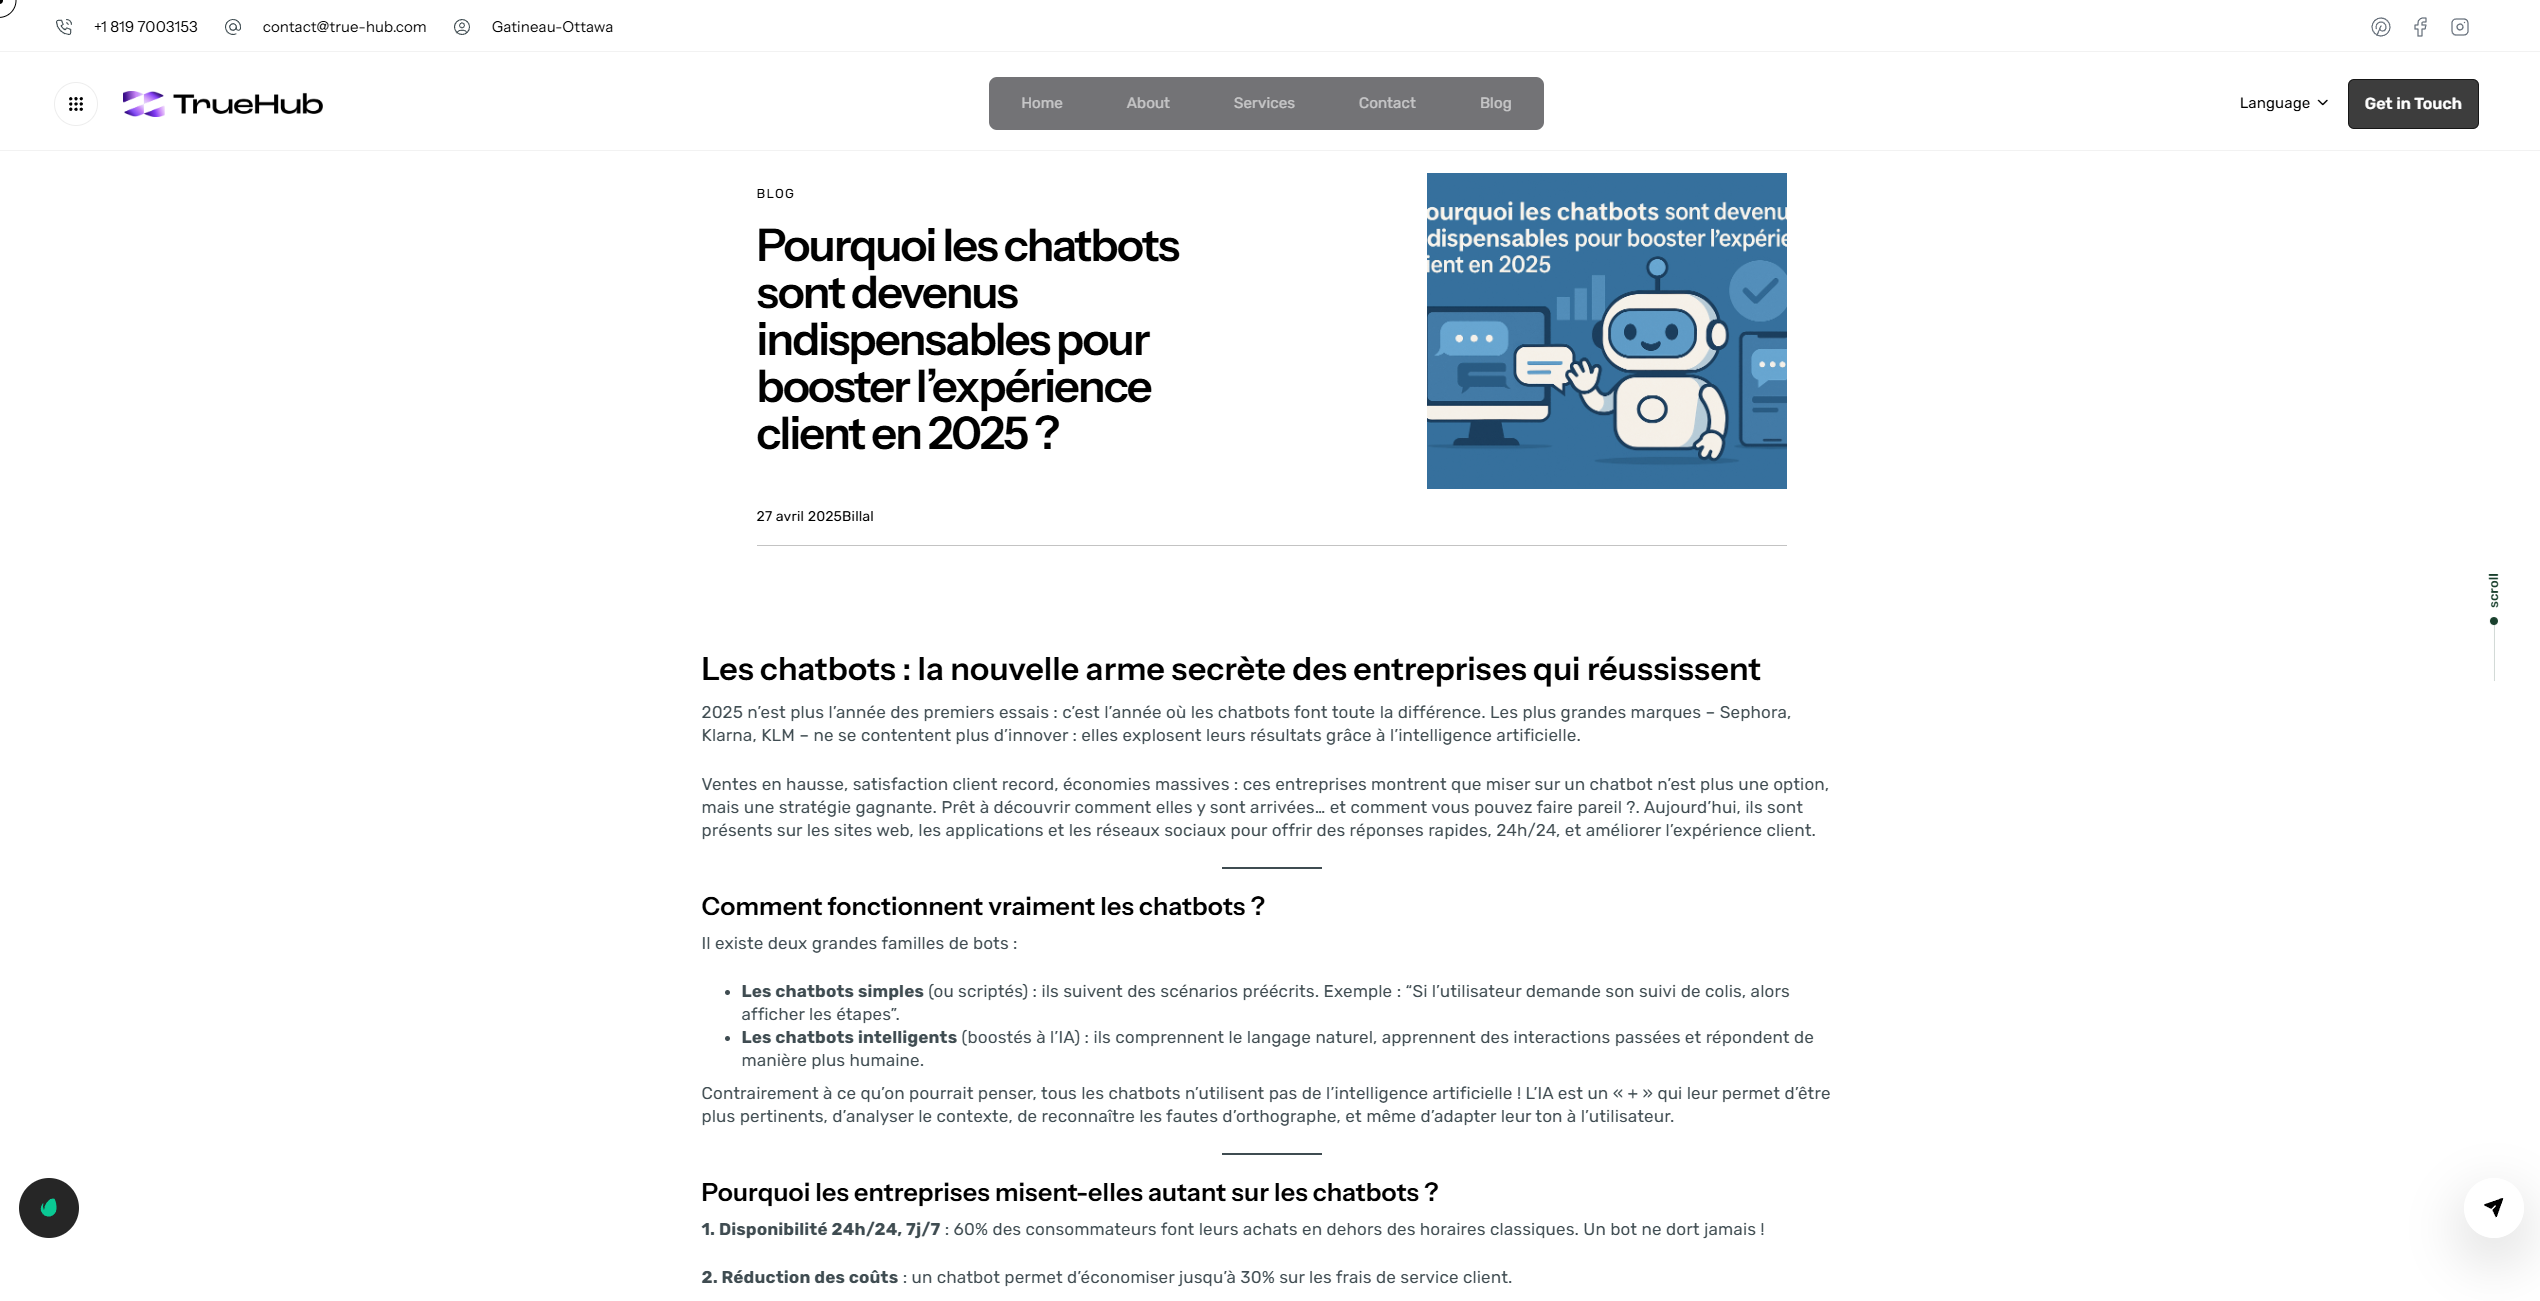 +1 819 7003153
contact@true-hub.com
Gatineau-Ottawa
TrueHub
Home
About
Services
Contact
Blog
Language
Get in Touch
BLOG
Pourquoi les chatbots
sont devenus
indispensables pour
booster l’expérience
client en 2025 ?
ourquoi les chatbots sont devenu
dispensables pour booster l’expérie
ient en 2025
27 avril 2025Billal
scroll
Les chatbots : la nouvelle arme secrète des entreprises qui réussissent
2025 n’est plus l’année des premiers essais : c’est l’année où les chatbots font toute la différence. Les plus grandes marques – Sephora,
Klarna, KLM – ne se contentent plus d’innover : elles explosent leurs résultats grâce à l’intelligence artificielle.
Ventes en hausse, satisfaction client record, économies massives : ces entreprises montrent que miser sur un chatbot n’est plus une option,
mais une stratégie gagnante. Prêt à découvrir comment elles y sont arrivées… et comment vous pouvez faire pareil ?. Aujourd’hui, ils sont
présents sur les sites web, les applications et les réseaux sociaux pour offrir des réponses rapides, 24h/24, et améliorer l’expérience client.
Comment fonctionnent vraiment les chatbots ?
Il existe deux grandes familles de bots :
• Les chatbots simples (ou scriptés) : ils suivent des scénarios préécrits. Exemple : “Si l’utilisateur demande son suivi de colis, alors
afficher les étapes”.
• Les chatbots intelligents (boostés à l’IA) : ils comprennent le langage naturel, apprennent des interactions passées et répondent de
manière plus humaine.
Contrairement à ce qu’on pourrait penser, tous les chatbots n’utilisent pas de l’intelligence artificielle ! L’IA est un « + » qui leur permet d’être
plus pertinents, d’analyser le contexte, de reconnaître les fautes d’orthographe, et même d’adapter leur ton à l’utilisateur.
Pourquoi les entreprises misent-elles autant sur les chatbots ?
1. Disponibilité 24h/24, 7j/7 : 60% des consommateurs font leurs achats en dehors des horaires classiques. Un bot ne dort jamais !
2. Réduction des coûts : un chatbot permet d’économiser jusqu’à 30% sur les frais de service client.